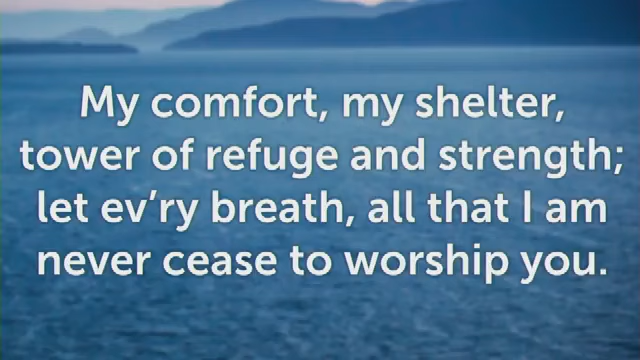 My comfort, my shelter,
tower of refuge and strength;
let ev’ry breath, all that I am
never cease to worship you.